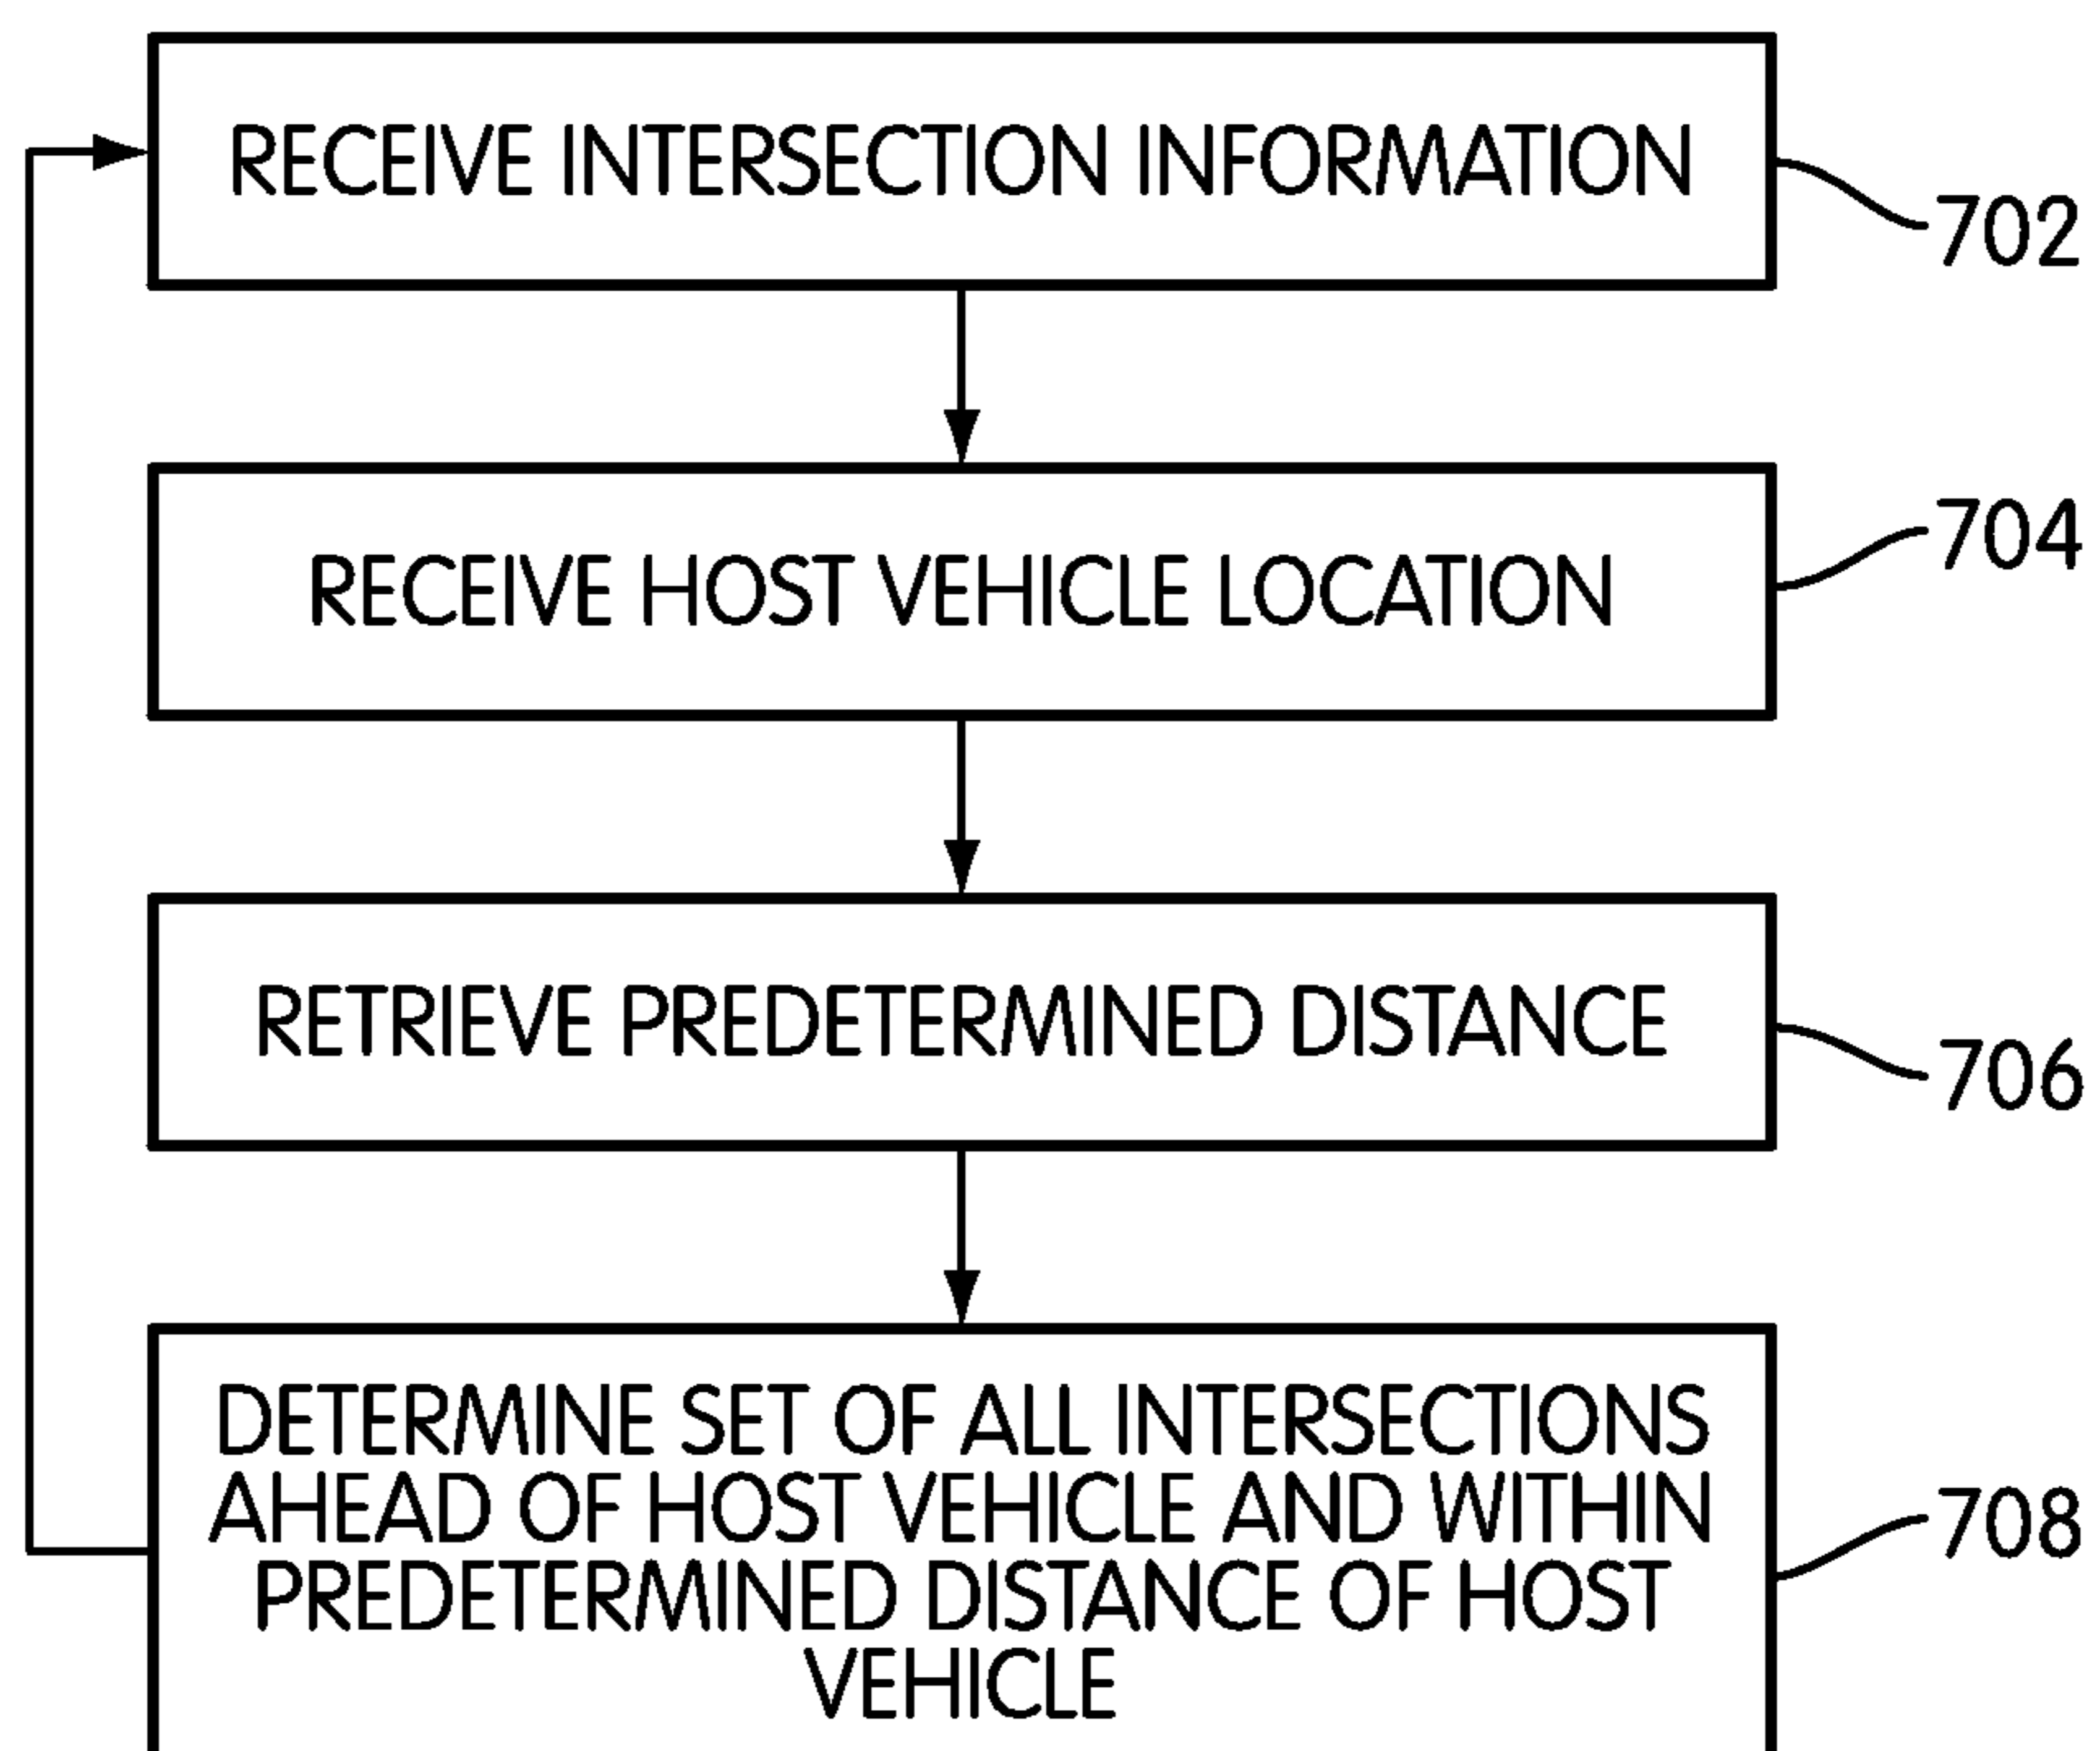 RECEIVE INTERSECTION INFORMATION
702
RECEIVE HOST VEHICLE LOCATION
704
RETRIEVE PREDETERMINED DISTANCE
706
DETERMINE SET OF ALL INTERSECTIONS
AHEAD OF HOST VEHICLE AND WITHIN
PREDETERMINED DISTANCE OF HOST
VEHICLE
708